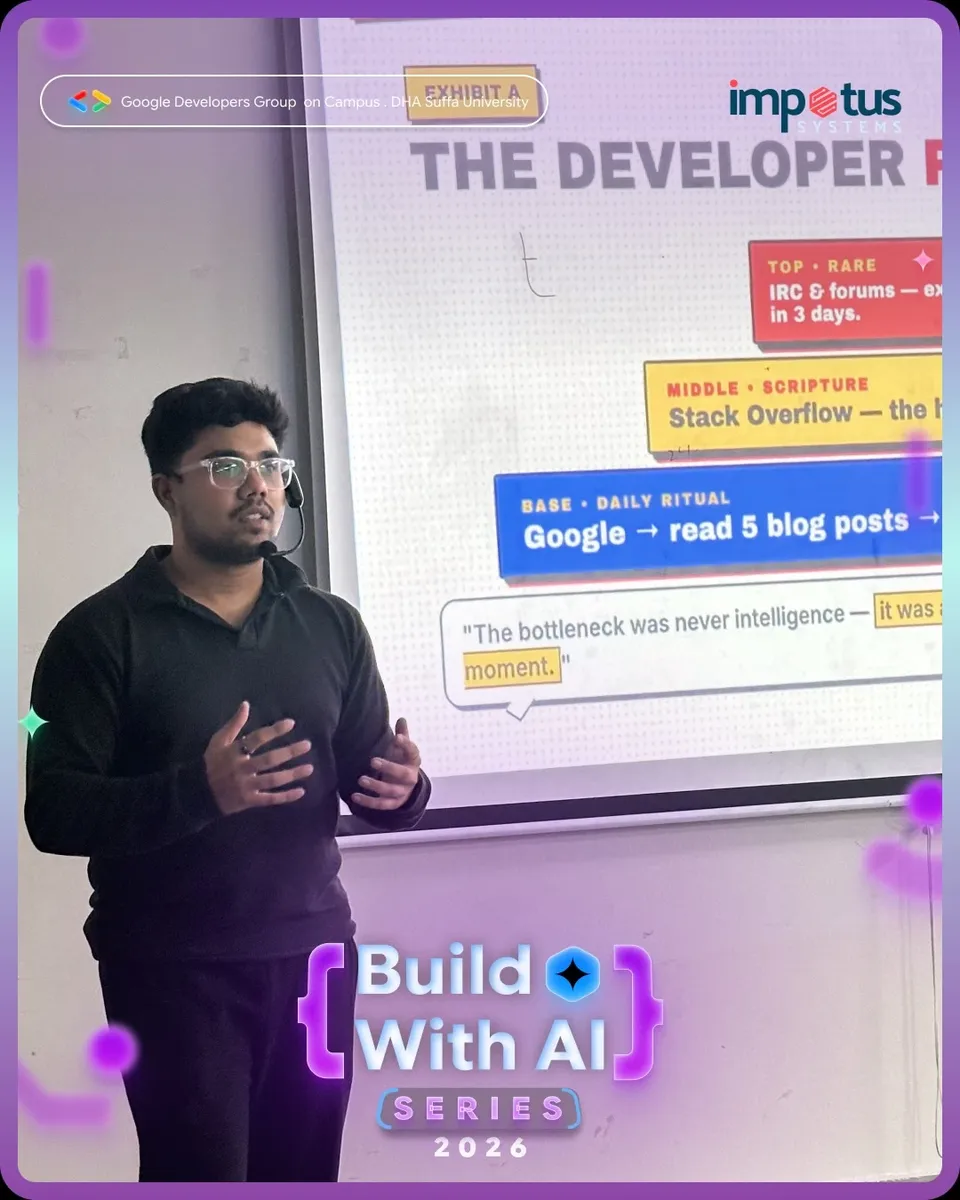 Google Developers Group on Campus . DHA Suffa University
EXHIBIT A
impetus
SYSTEMS
THE DEVELOPER
TOP • RARE
IRC & forums —
in 3 days.
MIDDLE • SCRIPTURE
Stack Overflow — the
BASE • DAILY RITUAL
Google → read 5 blog posts →
"The bottleneck was never intelligence — it was
moment."
Build
With AI
SERIES
2026